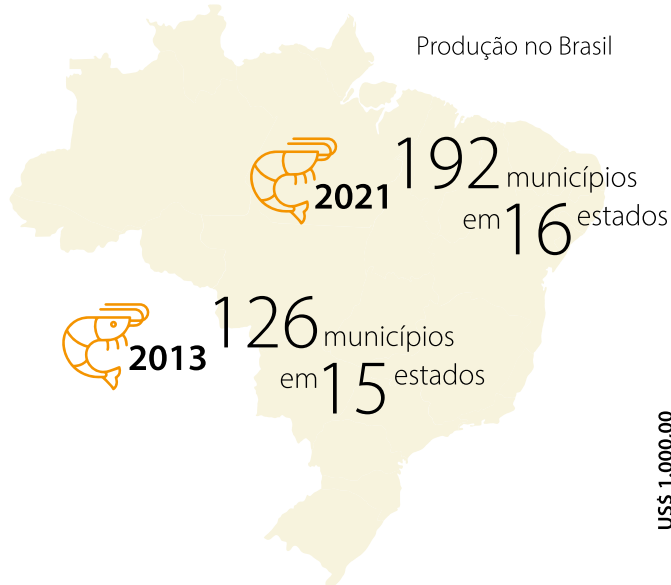 Produção no Brasil
2021 192 municípios
em 16 estados
2013 126 municípios
em 15 estados
US$ 1.000,00